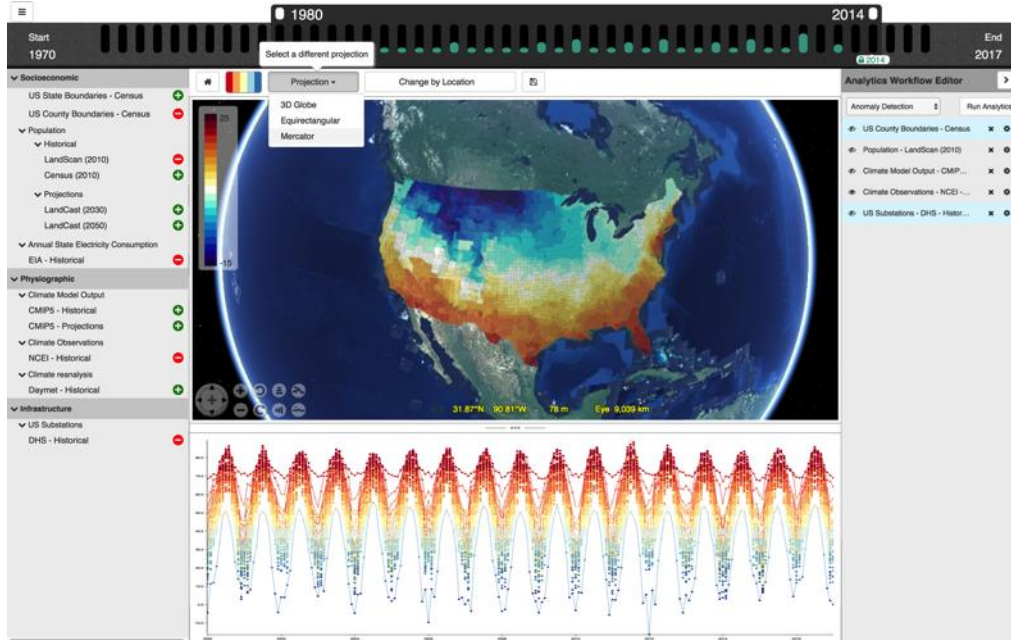 1980
2014
Start
End
1970
2017
2014
Select a different projection
Socioeconomic
US State Boundaries - Census
US County Boundaries - Census
Population
Historical
LandScan (2010)
Census (2010)
Projections
LandCast (2030)
LandCast (2050)
Annual State Electricity Consumption
EIA - Historical
Physiographic
Climate Model Output
CMIP5 - Historical
CMIP5 - Projections
Climate Observations
NCEI - Historical
Climate reanalysis
Daymet - Historical
Infrastructure
US Substations
DHS - Historical
Projection
Change by Location
3D Globe
Equirectangular
Mercator
25
-15
31.87°N 90.81°W 78 m Eye 9,039 km
Analytics Workflow Editor
Anomaly Detection
Run Analytics
US County Boundaries - Census
Population - LandScan (2010)
Climate Model Output - CMIP...
Climate Observations - NCEI -...
US Substations - DHS - Histor...